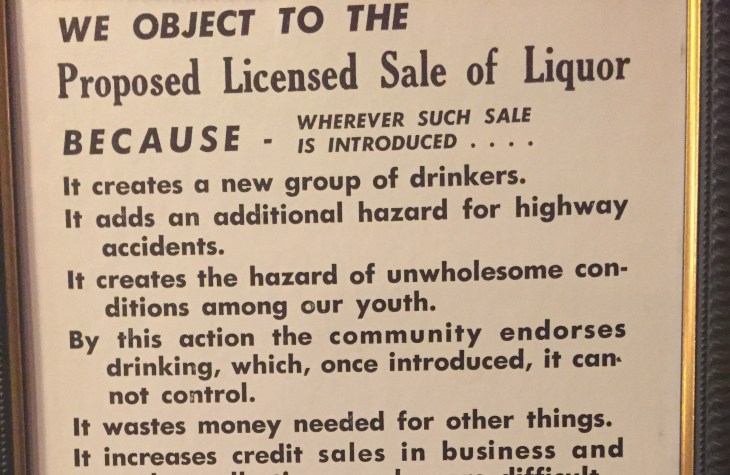 WE OBJECT TO THE
Proposed Licensed Sale of Liquor
BECAUSE - WHEREVER SUCH SALE
IS INTRODUCED . . . .
It creates a new group of drinkers.
It adds an additional hazard for highway
accidents.
It creates the hazard of unwholesome con-
ditions among our youth.
By this action the community endorses
drinking, which, once introduced, it can-
not control.
It wastes money needed for other things.
It increases credit sales in business and